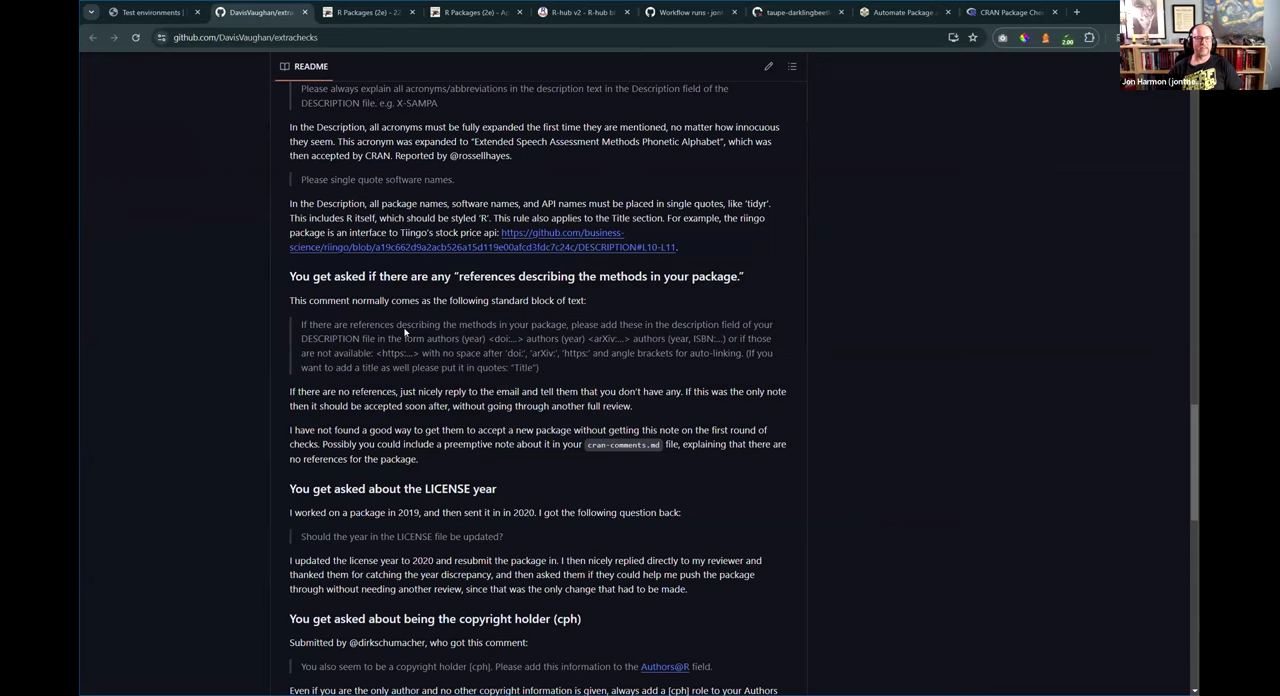 Test environments |
DavisVaughan/extra
R Packages (2e) - 22
R Packages (2e) - Ap
R-hub v2 - R-hub bl
Workflow runs - jont
taupe-darklingbeetl
Automate Package
CRAN Package Che
github.com/DavisVaughan/extrachecks
2.00
Jon Harmon (jonthe...
README
Please always explain all acronyms/abbreviations in the description text in the Description field of the
DESCRIPTION file. e.g. X-SAMPA
In the Description, all acronyms must be fully expanded the first time they are mentioned, no matter how innocuous
they seem. This acronym was expanded to “Extended Speech Assessment Methods Phonetic Alphabet”, which was
then accepted by CRAN. Reported by @rossellhayes.
Please single quote software names.
In the Description, all package names, software names, and API names must be placed in single quotes, like 'tidyr'.
This includes R itself, which should be styled 'R'. This rule also applies to the Title section. For example, the riingo
package is an interface to Tiingo’s stock price api: https://github.com/business-
science/riingo/blob/a19c662d9a2acb526a15d119e00afcd3fdc7c24c/DESCRIPTION#L10-L11.
You get asked if there are any “references describing the methods in your package.”
This comment normally comes as the following standard block of text:
If there are references describing the methods in your package, please add these in the description field of your
DESCRIPTION file in the form authors (year) <doi:...> authors (year) <arXiv:...> authors (year, ISBN:...) or if those
are not available: <https:...> with no space after ‘doi:’, ‘arXiv:’, ‘https:’ and angle brackets for auto-linking. (If you
want to add a title as well please put it in quotes: “Title”)
If there are no references, just nicely reply to the email and tell them that you don’t have any. If this was the only note
then it should be accepted soon after, without going through another full review.
I have not found a good way to get them to accept a new package without getting this note on the first round of
checks. Possibly you could include a preemptive note about it in your cran-comments.md file, explaining that there are
no references for the package.
You get asked about the LICENSE year
I worked on a package in 2019, and then sent it in in 2020. I got the following question back:
Should the year in the LICENSE file be updated?
I updated the license year to 2020 and resubmit the package in. I then nicely replied directly to my reviewer and
thanked them for catching the year discrepancy, and then asked them if they could help me push the package
through without needing another review, since that was the only change that had to be made.
You get asked about being the copyright holder (cph)
Submitted by @dirkschumacher, who got this comment:
You also seem to be a copyright holder [cph]. Please add this information to the Authors@R field.
Even if you are the only author and no other copyright information is given, always add a [cph] role to your Authors